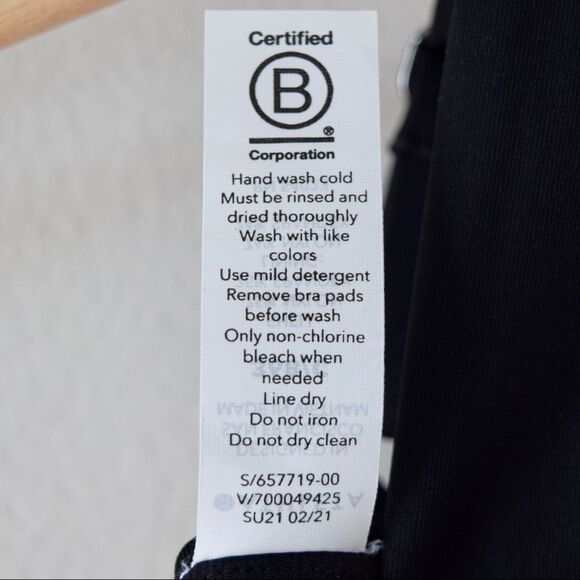 Certified
B
®
Corporation
Hand wash cold
Must be rinsed and
dried thoroughly
Wash with like
colors
Use mild detergent
Remove bra pads
before wash
Only non-chlorine
bleach when
needed
Line dry
Do not iron
Do not dry clean
S/657719-00
V/700049425
SU21 02/21